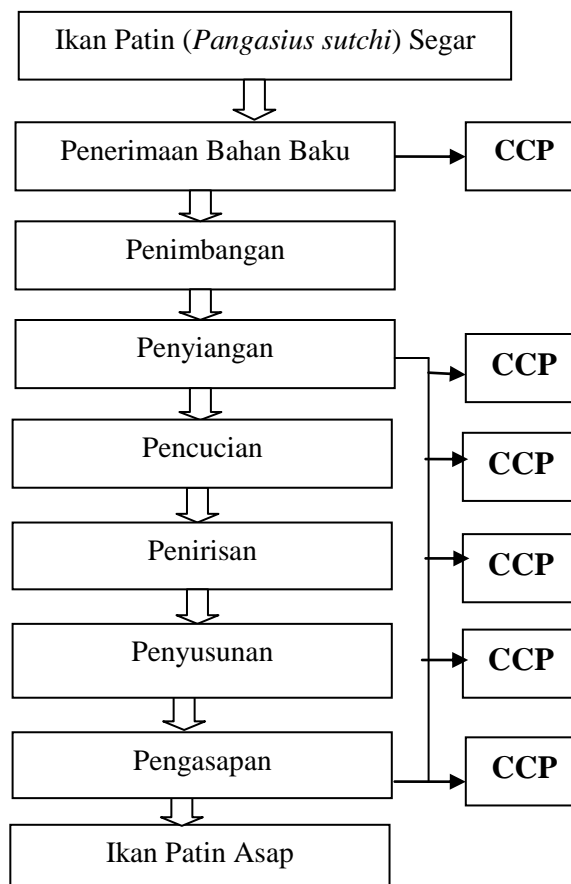 Ikan Patin (Pangasius sutchi) Segar
Penerimaan Bahan Baku
CCP
Penimbangan
Penyiangan
CCP
Pencucian
CCP
Penirisan
CCP
Penyusunan
CCP
Pengasapan
CCP
Ikan Patin Asap